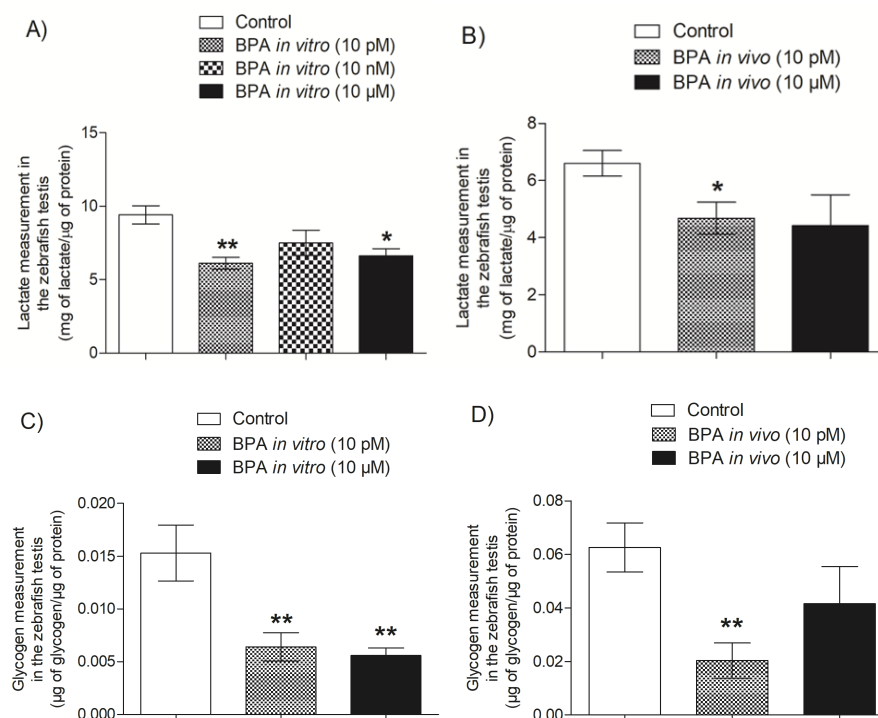 A)
Control
BPA in vitro (10 pM)
BPA in vitro (10 nM)
BPA in vitro (10 µM)
Lactate measurement in
the zebrafish testis
(mg of lactate/µg of protein)
15
10
5
0
**
*
B)
Control
BPA in vivo (10 pM)
BPA in vivo (10 µM)
Lactate measurement in
the zebrafish testis
(mg of lactate/µg of protein)
8
6
4
2
0
*
C)
Control
BPA in vitro (10 pM)
BPA in vitro (10 µM)
Glycogen measurement
in the zebrafish testis
(µg of glycogen/µg of protein)
0.020
0.015
0.010
0.005
0.000
**
**
D)
Control
BPA in vivo (10 pM)
BPA in vivo (10 µM)
Glycogen measurement
in the zebrafish testis
(µg of glycogen/µg of protein)
0.08
0.06
0.04
0.02
0.00
**